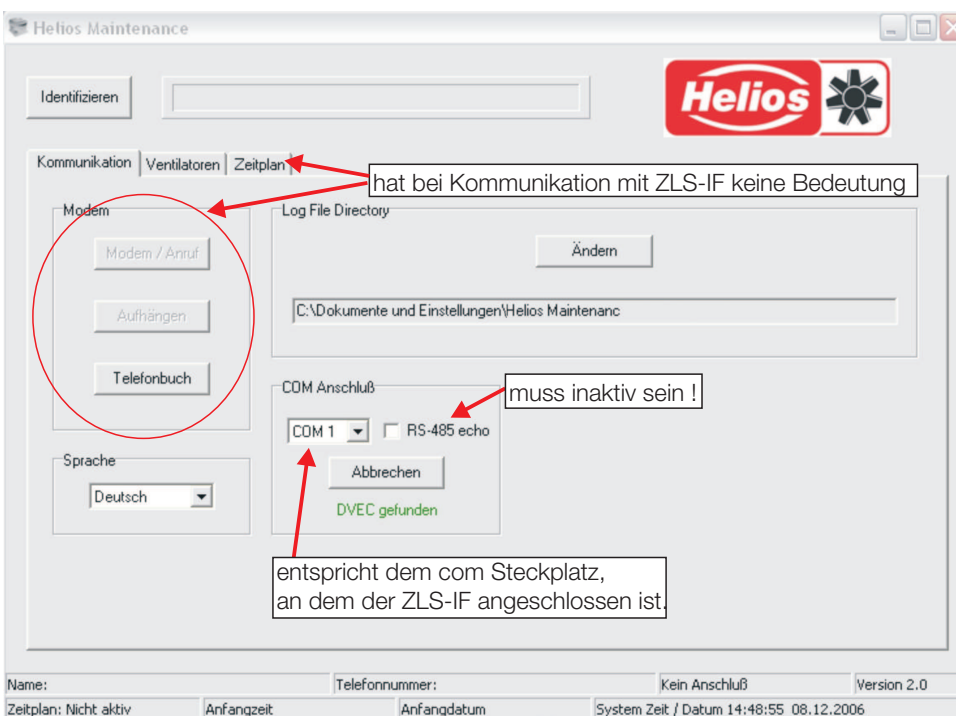 Helios Maintenance
Identifizieren
Helios
Kommunikation Ventilatoren Zeitplan
hat bei Kommunikation mit ZLS-IF keine Bedeutung
Modem
Modem / Anruf
Aufhängen
Telefonbuch
Log File Directory
Ändern
C:\Dokumente und Einstellungen\Helios Maintenanc
COM Anschluß
muss inaktiv sein !
COM 1 RS-485 echo
Abbrechen
DVEC gefunden
Sprache
Deutsch
entspricht dem com Steckplatz,
an dem der ZLS-IF angeschlossen ist.
Name: Telefonnummer: Kein Anschluß Version 2.0
Zeitplan: Nicht aktiv Anfangzeit Anfangdatum System Zeit / Datum 14:48:55 08.12.2006